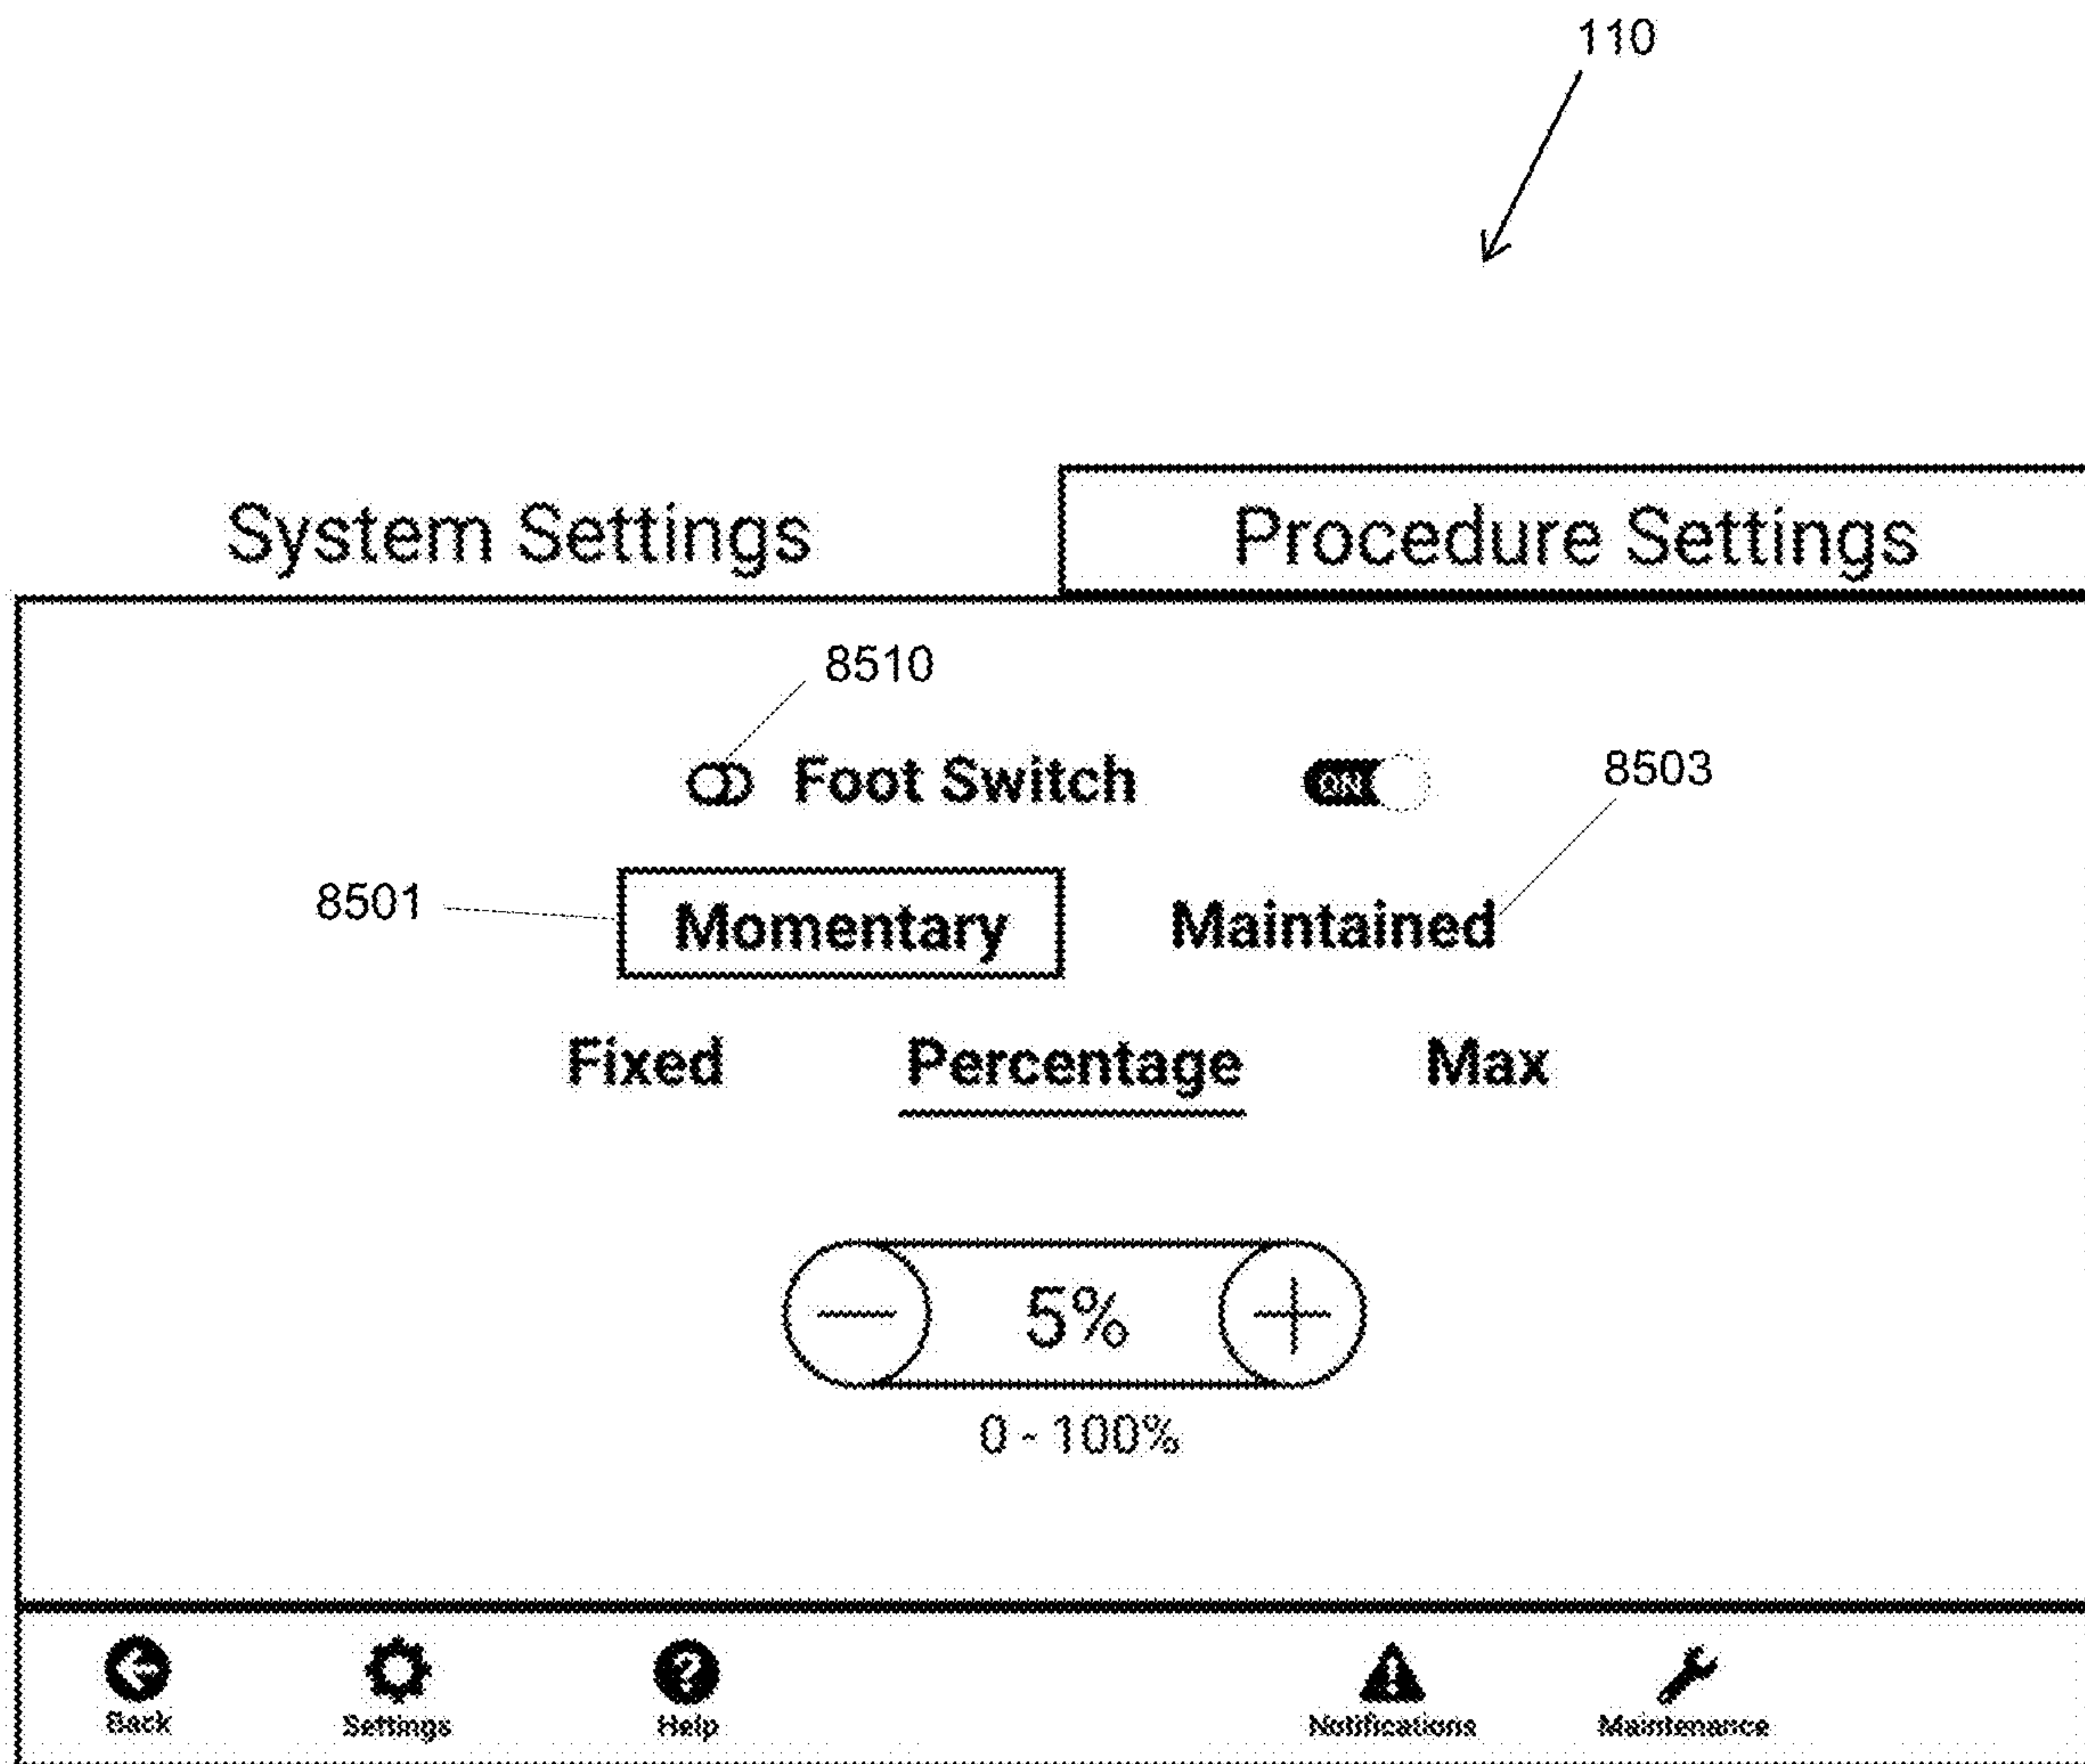 110
System Settings Procedure Settings
8510
Foot Switch ON
8503
8501
Momentary Maintained
Fixed Percentage Max
5%
0 - 100%
Back Settings Help Notifications Maintenance